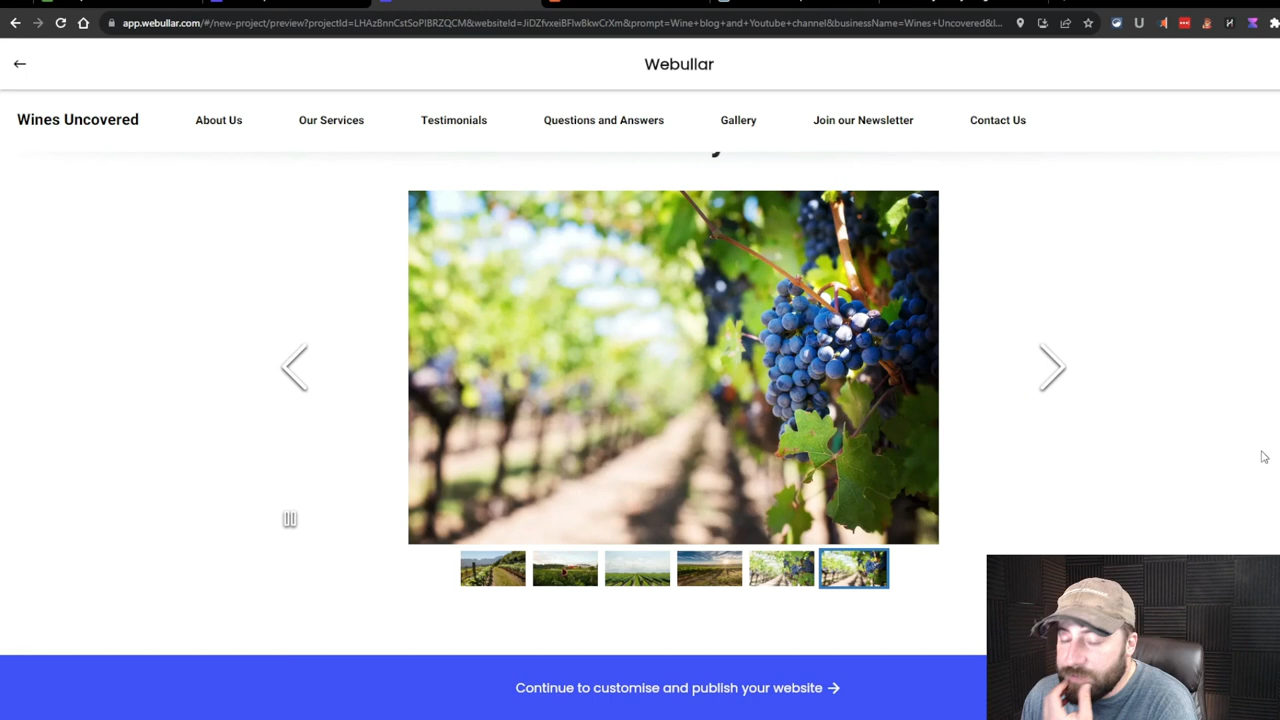 app.webullar.com/#/new-project/preview?projectId=LHAzBnnCstSoPIBRZQCM&websiteId=JiDZfvxeiBFlwBkwCrXm&prompt=Wine+blog+and+Youtube+channel&businessName=Wines+Uncovered&l...
Webullar
Wines Uncovered
About Us
Our Services
Testimonials
Questions and Answers
Gallery
Join our Newsletter
Contact Us
Continue to customise and publish your website →